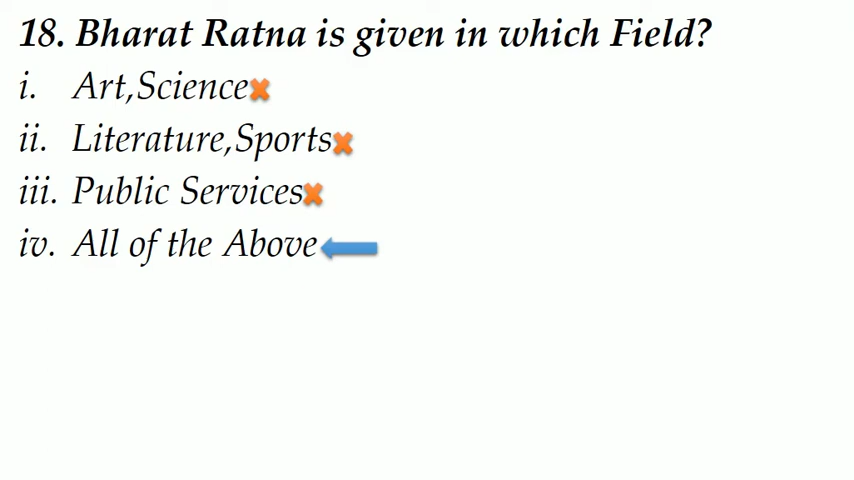 18. Bharat Ratna is given in which Field?
i. Art,Science
ii. Literature,Sports
iii. Public Services
iv. All of the Above